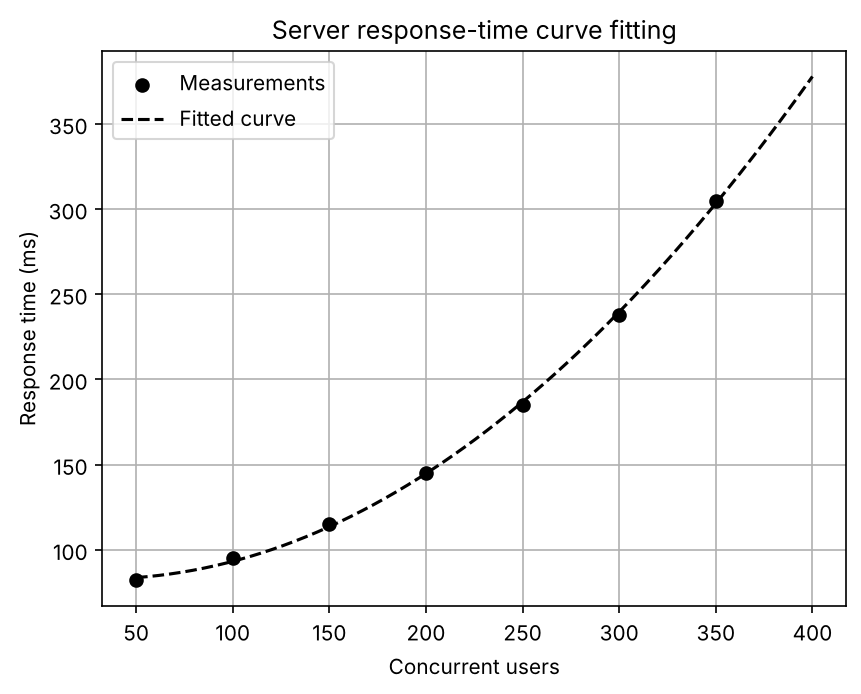 Server response-time curve fitting
Measurements
Fitted curve
350
300
250
200
150
100
Response time (ms)
50 100 150 200 250 300 350 400
Concurrent users